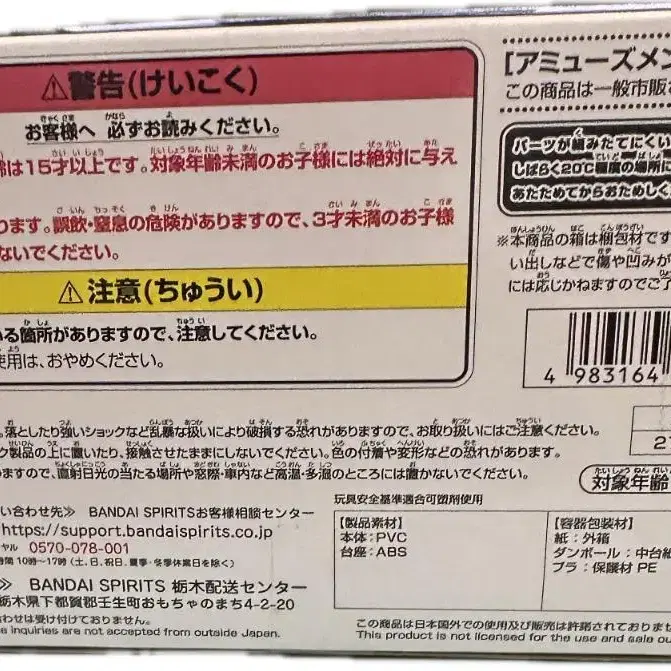 ⚠警告(けいこく)
お客様へ 必ずお読みください。
齢は15才以上です。対象年齢未満のお子様には絶対に与え
ります。誤飲・窒息の危険がありますので、3才未満のお子様
ないでください。
⚠注意(ちゅうい)
いる箇所がありますので、注意してください。
使用は、おやめください。
[アミューズメン
この商品は一般市販
パーツが組みたてにくい
しばらく20℃程度の場所に
あたためてからおためし
※本商品の箱は梱包材です
い出しなどで傷や凹みが
には応じかねますのでご了
4 983164
落としたり強いショックなど乱暴な扱いにより破損する恐れがありますので、お取り扱いにはご注意ください。
ク製品の上に置いたり、接触させたままにしないでください。色の付着や変形などの恐れがあります。
ますので、直射日光の当たる場所や窓際・車内など高温・多湿のところには置かないでください。
対象年齢
い合わせ先≫ BANDAI SPIRITSお客様相談センター
https://support.bandaispirits.co.jp
ヤル 0570-078-001
時間 10時〜17時 (土、日、祝日、夏季・冬季休業日を除く)
≫ BANDAI SPIRITS 栃木配送センター
栃木県下都賀郡壬生町おもちゃのまち4-2-20
合わせは受け付けておりません。
e inquiries are not accepted from outside Japan.
玩具安全基準適合可塑剤使用
【製品素材】
本体:PVC
台座:ABS
【容器包装材】
紙:外箱
ダンボール:中台紙
プラ:保護材 PE
この商品は日本国外での使用及び販売は許諾されておりま
This product is not licensed for the use and sale ou